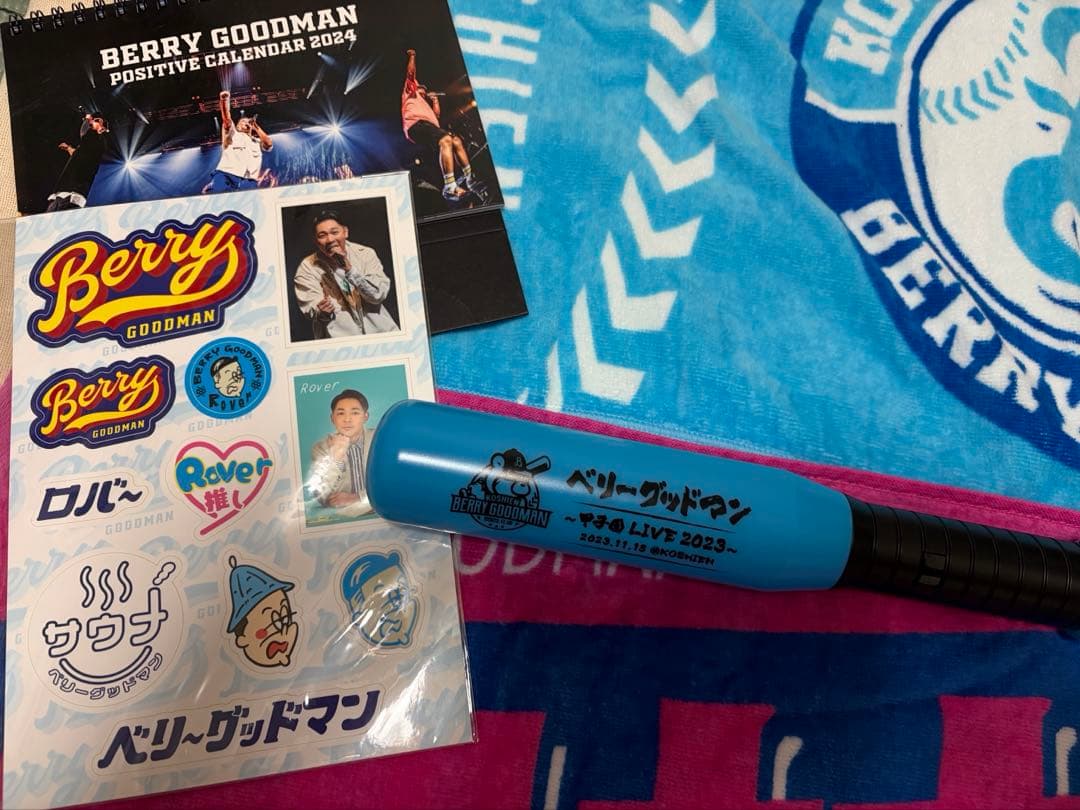 BERRY GOODMAN
POSITIVE CALENDAR 2024
Berry
GOODMAN
Berry
GOODMAN
BERRY GOODMAN
Rover
Rover
ロバ〜
Rover
推し
サウナ
ベリーグッドマン
ベリ〜グッドマン
KOSHIEN
BERRY GOODMAN
ベリーグッドマン
〜甲子園 LIVE 2023〜
2023.11.15 @KOSHIEN
KO
BERRY